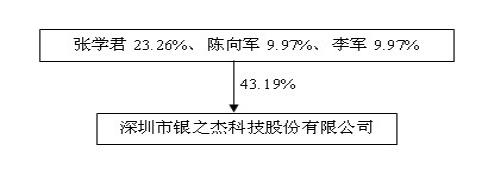 张学君 23.26%、陈向军 9.97%、李军 9.97%
43.19%
深圳市银之杰科技股份有限公司